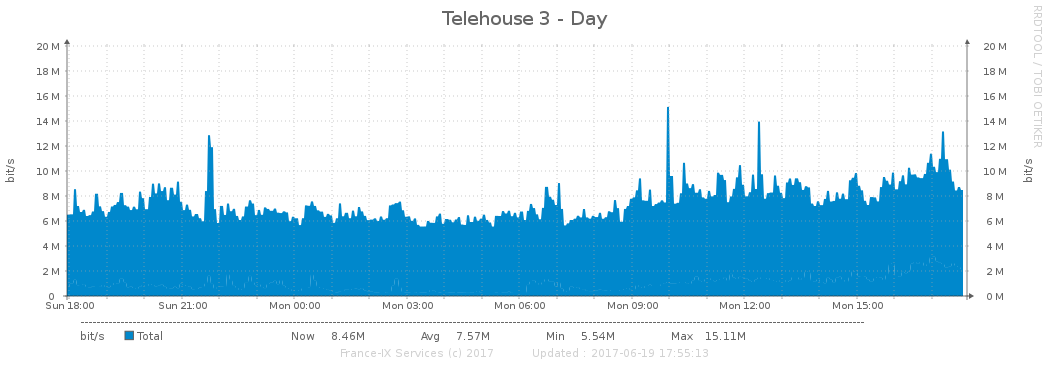 Telehouse 3 - Day
RRDTOOL / TOBI OETIKER
bit/s
bit/s
20 M 20 M
18 M 18 M
16 M 16 M
14 M 14 M
12 M 12 M
10 M 10 M
8 M 8 M
6 M 6 M
4 M 4 M
2 M 2 M
0 0 M
Sun 18:00 Sun 21:00 Mon 00:00 Mon 03:00 Mon 06:00 Mon 09:00 Mon 12:00 Mon 15:00
bit/s Total Now 8.46M Avg 7.57M Min 5.54M Max 15.11M
France-IX Services (c) 2017 Updated : 2017-06-19 17:55:13